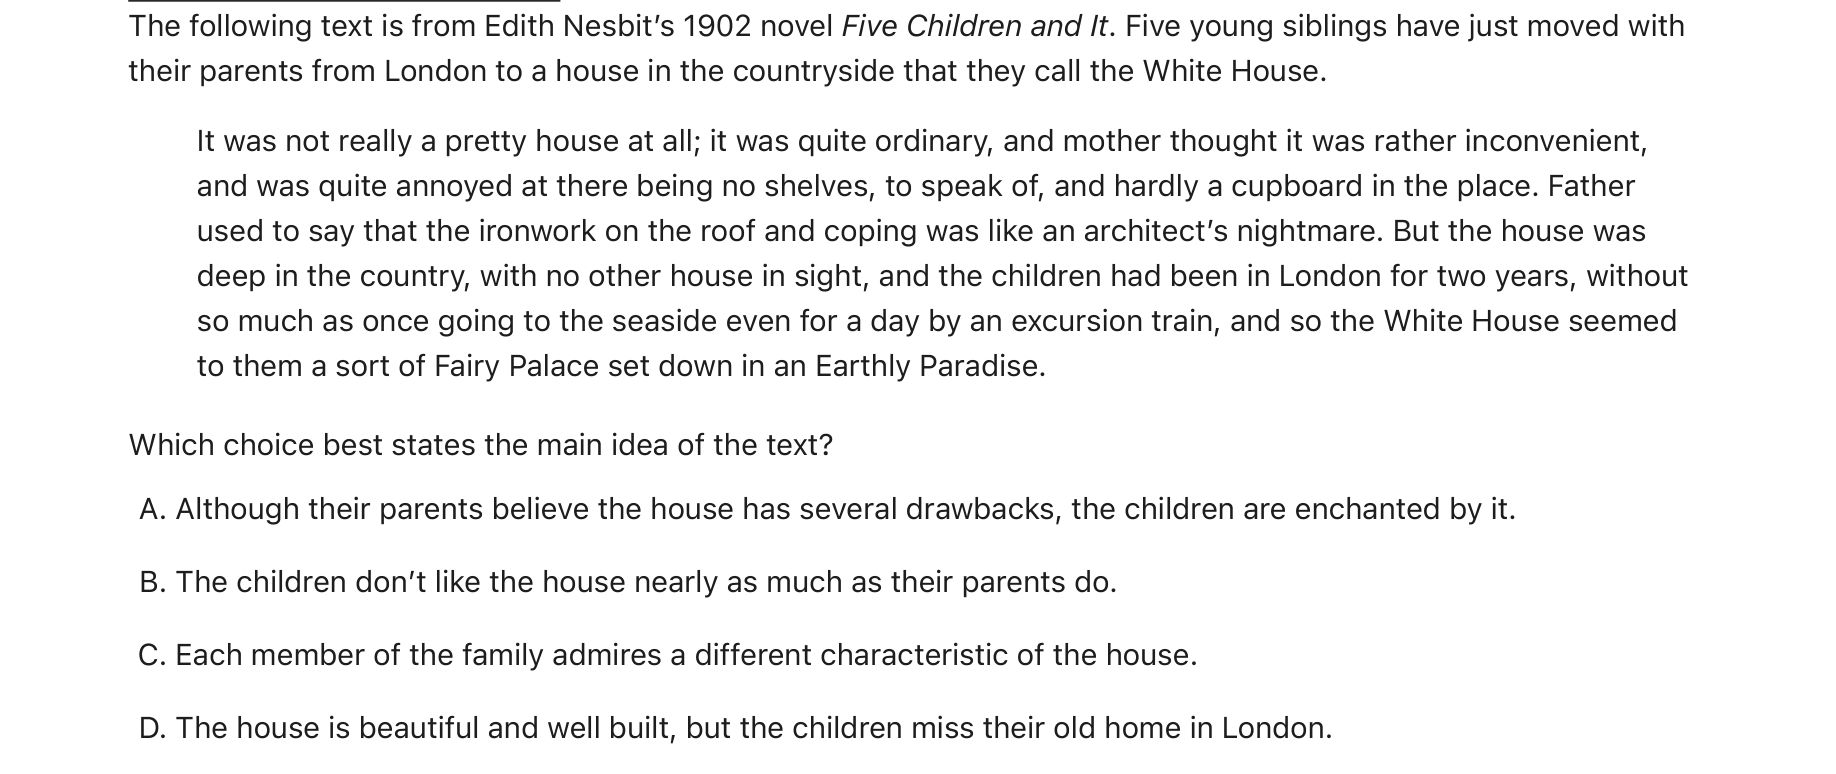 The following text is from Edith Nesbit’s 1902 novel Five Children and It. Five young siblings have just moved with
their parents from London to a house in the countryside that they call the White House.
It was not really a pretty house at all; it was quite ordinary, and mother thought it was rather inconvenient,
and was quite annoyed at there being no shelves, to speak of, and hardly a cupboard in the place. Father
used to say that the ironwork on the roof and coping was like an architect’s nightmare. But the house was
deep in the country, with no other house in sight, and the children had been in London for two years, without
so much as once going to the seaside even for a day by an excursion train, and so the White House seemed
to them a sort of Fairy Palace set down in an Earthly Paradise.
Which choice best states the main idea of the text?
A. Although their parents believe the house has several drawbacks, the children are enchanted by it.
B. The children don’t like the house nearly as much as their parents do.
C. Each member of the family admires a different characteristic of the house.
D. The house is beautiful and well built, but the children miss their old home in London.